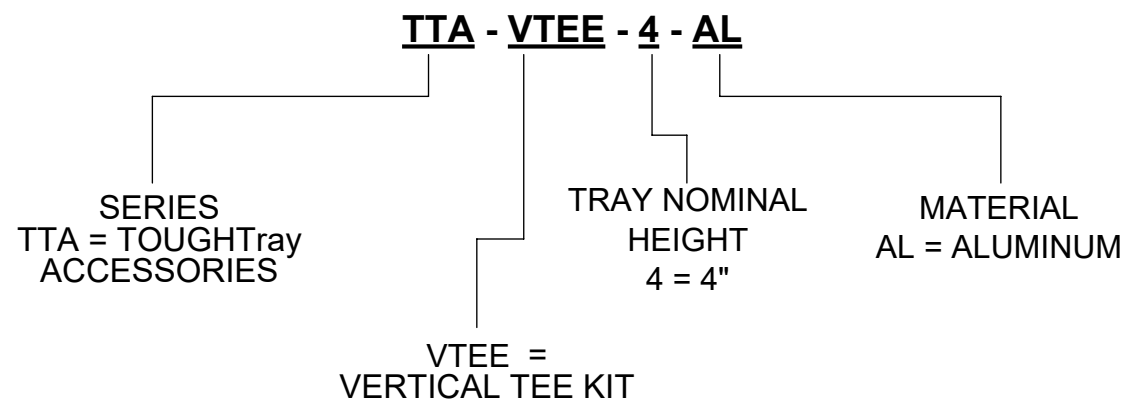 TTA - VTEE - 4 - AL
SERIES
TTA = TOUGHTray
ACCESSORIES
TRAY NOMINAL
HEIGHT
4 = 4"
MATERIAL
AL = ALUMINUM
VTEE =
VERTICAL TEE KIT